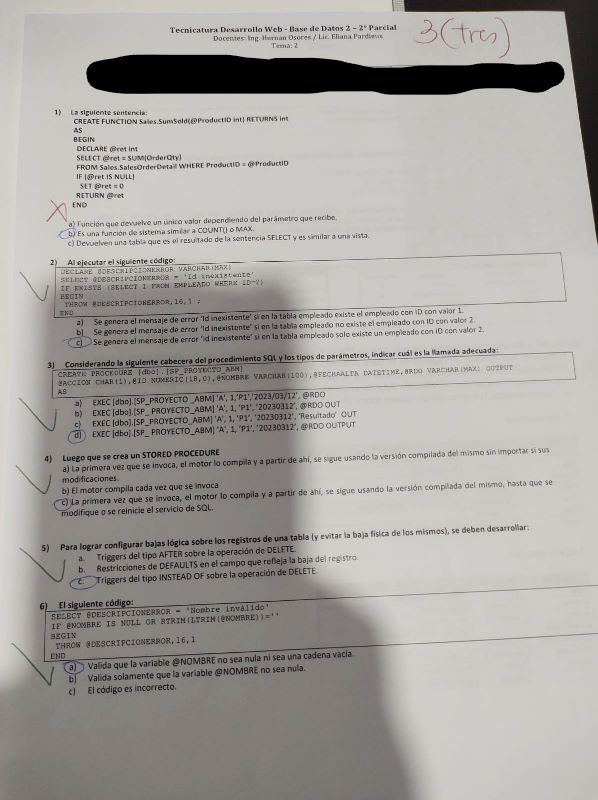 Tecnicatura Desarrollo Web - Base de Datos 2 - 2° Parcial
Docentes: Ing. Hernan Osores / Lic. Eliana Pardieux
Tema: 2
3 (tres)
1) La siguiente sentencia:
CREATE FUNCTION Sales.SumSold(@ProductID int) RETURNS int
AS
BEGIN
DECLARE @ret int
SELECT @ret = SUM(OrderQty)
FROM Sales.SalesOrderDetail WHERE ProductID = @ProductID
IF (@ret IS NULL)
SET @ret = 0
RETURN @ret
END
a) Función que devuelve un único valor dependiendo del parámetro que recibe.
b) Es una función de sistema similar a COUNT() o MAX.
c) Devuelven una tabla que es el resultado de la sentencia SELECT y es similar a una vista.
2) Al ejecutar el siguiente código:
DECLARE @DESCRIPCIONERROR VARCHAR(MAX)
SELECT @DESCRIPCIONERROR = 'Id inexistente'
IF EXISTS (SELECT 1 FROM EMPLEADO WHERE ID=2)
BEGIN
THROW @DESCRIPCIONERROR,16,1 ;
END
a) Se genera el mensaje de error 'Id inexistente' si en la tabla empleado existe el empleado con ID con valor 1.
b) Se genera el mensaje de error 'Id inexistente' si en la tabla empleado no existe el empleado con ID con valor 2.
c) Se genera el mensaje de error 'Id inexistente' si en la tabla empleado solo existe un empleado con ID con valor 2.
3) Considerando la siguiente cabecera del procedimiento SQL y los tipos de parámetros, indicar cuál es la llamada adecuada:
CREATE PROCEDURE [dbo].[SP_PROYECTO_ABM]
@ACCION CHAR(1),@ID NUMERIC(18,0),@NOMBRE VARCHAR(100),@FECHAALTA DATETIME,@RDO VARCHAR(MAX) OUTPUT
AS
a) EXEC [dbo].[SP_PROYECTO _ABM] 'A', 1,'P1','2023/03/12', @RDO
b) EXEC [dbo].[SP_PROYECTO_ABM] 'A', 1, 'P1', '20230312', @RDO OUT
c) EXEC [dbo].[SP_PROYECTO_ABM] 'A', 1, 'P1', '20230312', 'Resultado' OUT
d) EXEC [dbo].[SP_PROYECTO_ABM] 'A', 1, 'P1', '20230312', @RDO OUTPUT
4) Luego que se crea un STORED PROCEDURE
a) La primera vez que se invoca, el motor lo compila y a partir de ahí, se sigue usando la versión compilada del mismo sin importar si sus
modificaciones.
b) El motor compila cada vez que se invoca
c) La primera vez que se invoca, el motor lo compila y a partir de ahí, se sigue usando la versión compilada del mismo, hasta que se
modifique o se reinicie el servicio de SQL.
5) Para lograr configurar bajas lógica sobre los registros de una tabla (y evitar la baja física de los mismos), se deben desarrollar:
a. Triggers del tipo AFTER sobre la operación de DELETE.
b. Restricciones de DEFAULTS en el campo que refleja la baja del registro.
c. Triggers del tipo INSTEAD OF sobre la operación de DELETE.
6) El siguiente código:
SELECT @DESCRIPCIONERROR = 'Nombre inválido'
IF @NOMBRE IS NULL OR RTRIM(LTRIM(@NOMBRE))=''
BEGIN
THROW @DESCRIPCIONERROR,16,1
END
a) Valida que la variable @NOMBRE no sea nula ni sea una cadena vacía.
b) Valida solamente que la variable @NOMBRE no sea nula.
c) El código es incorrecto.